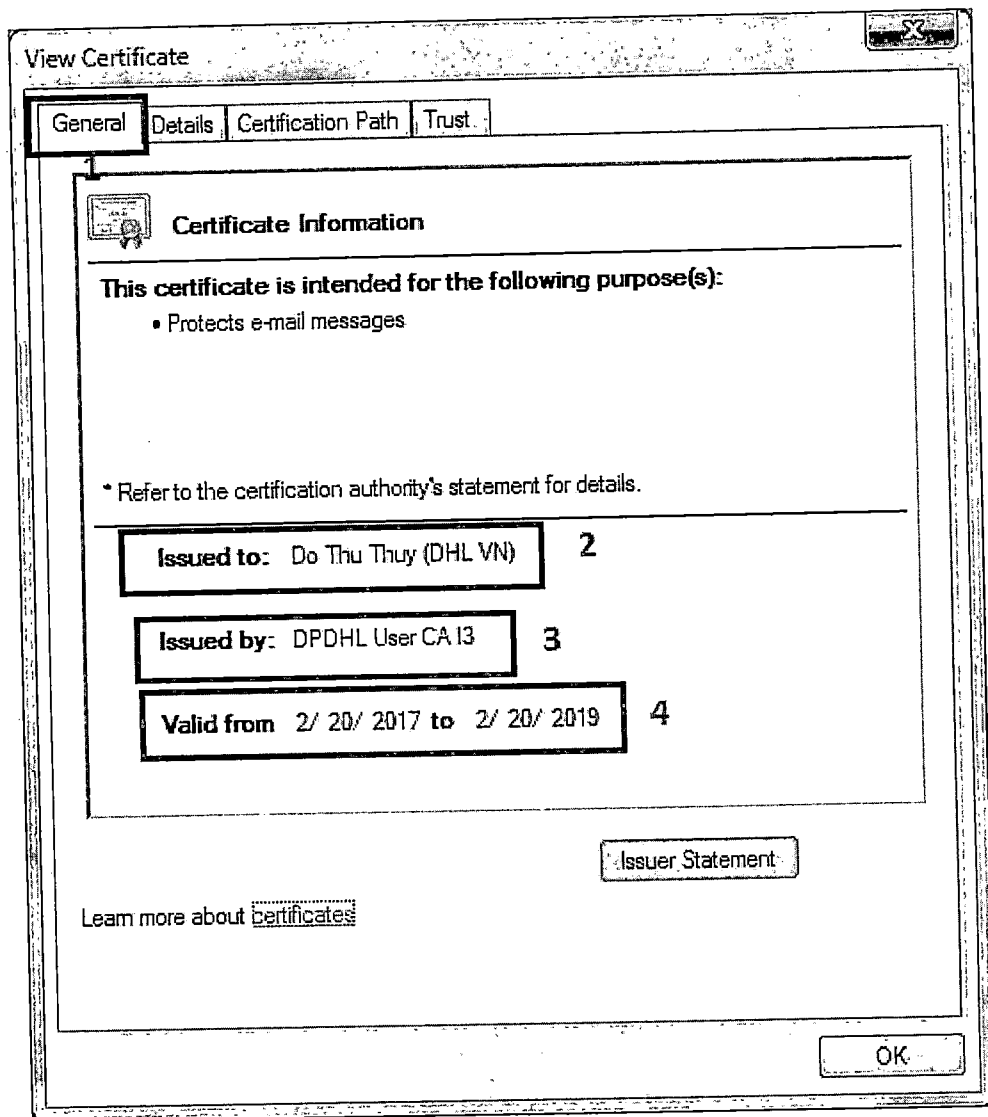 View Certificate
General Details Certification Path Trust
1
Certificate Information
This certificate is intended for the following purpose(s):
• Protects e-mail messages
* Refer to the certification authority's statement for details.
Issued to: Do Thu Thuy (DHL VN) 2
Issued by: DPDHL User CA I3 3
Valid from 2/ 20/ 2017 to 2/ 20/ 2019 4
Issuer Statement
Learn more about certificates
OK